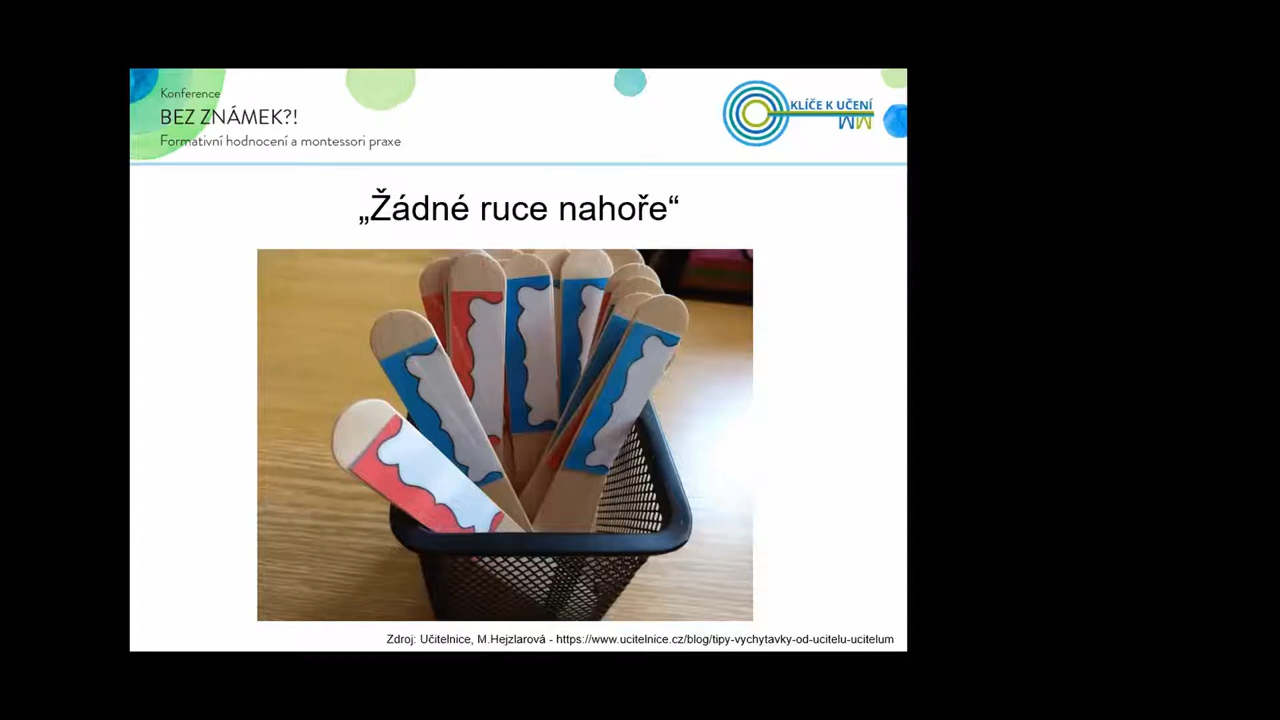 Konference
BEZ ZNÁMEK?!
Formativní hodnocení a montessori praxe
KLÍČE K UČENÍ
MM
„Žádné ruce nahoře“
Zdroj: Učitelnice, M.Hejzlarová - https://www.ucitelnice.cz/blog/tipy-vychytavky-od-ucitelu-ucitelum